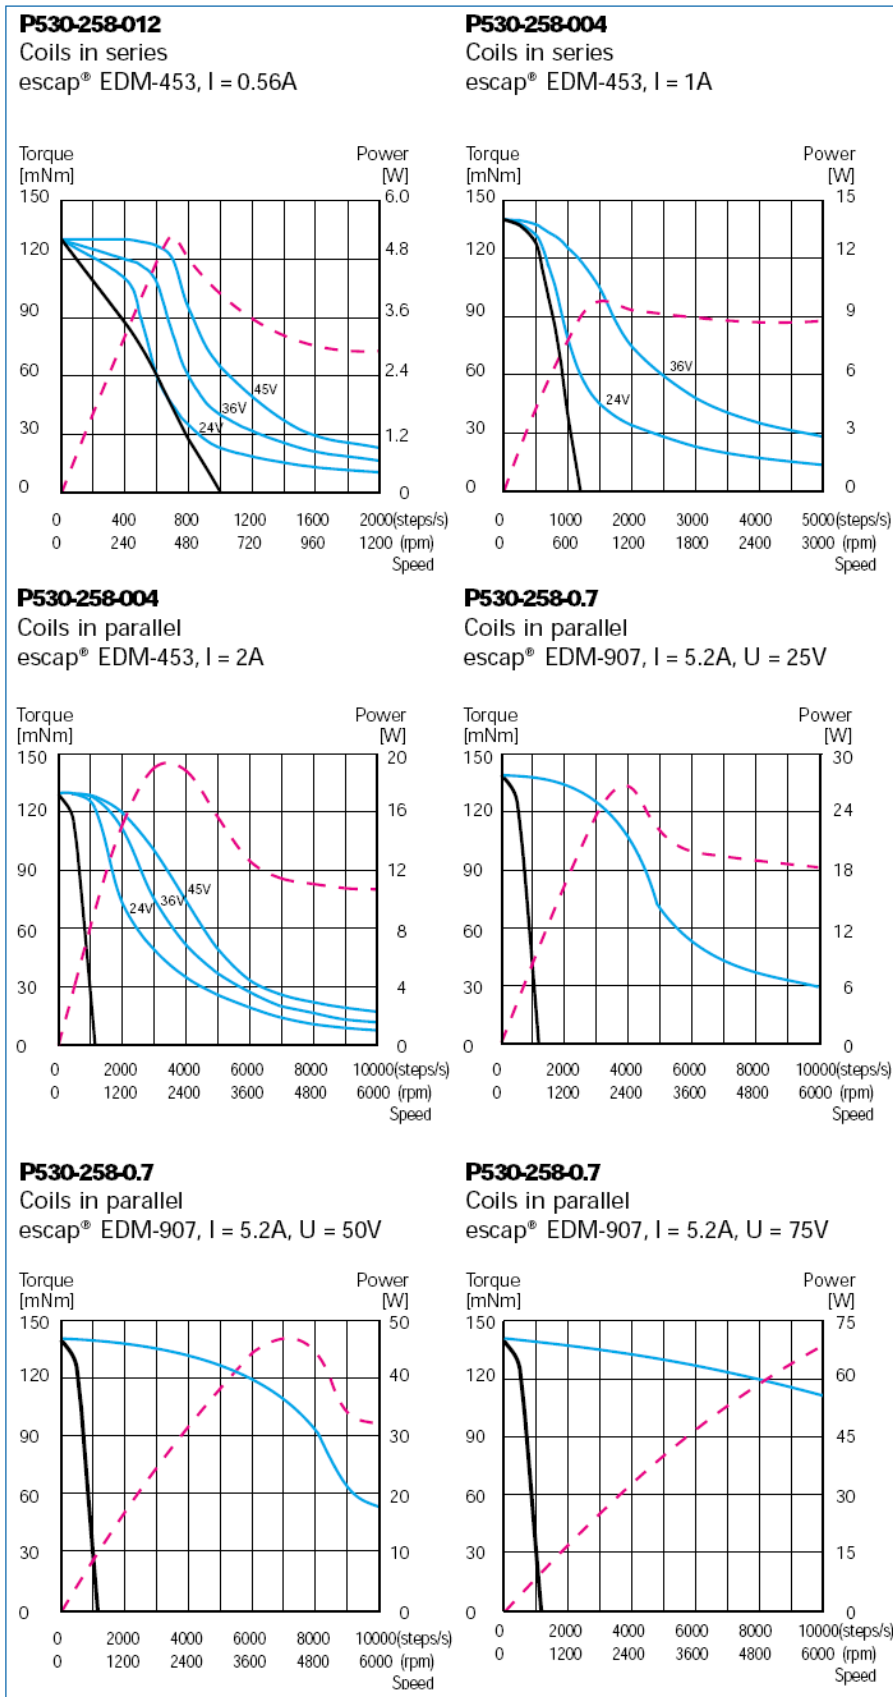 P530-258-012
Coils in series
escap® EDM-453, I = 0.56A
Torque
[mNm]
Power
[W]
150
120
90
60
30
0
6.0
4.8
3.6
2.4
1.2
0
45V
36V
24V
0 400 800 1200 1600 2000(steps/s)
0 240 480 720 960 1200 (rpm)
Speed
P530-258-004
Coils in series
escap® EDM-453, I = 1A
Torque
[mNm]
Power
[W]
150
120
90
60
30
0
15
12
9
6
3
0
36V
24V
0 1000 2000 3000 4000 5000(steps/s)
0 600 1200 1800 2400 3000 (rpm)
Speed
P530-258-004
Coils in parallel
escap® EDM-453, I = 2A
Torque
[mNm]
Power
[W]
150
120
90
60
30
0
20
16
12
8
4
0
45V
36V
24V
0 2000 4000 6000 8000 10000(steps/s)
0 1200 2400 3600 4800 6000 (rpm)
Speed
P530-258-0.7
Coils in parallel
escap® EDM-907, I = 5.2A, U = 25V
Torque
[mNm]
Power
[W]
150
120
90
60
30
0
30
24
18
12
6
0
0 2000 4000 6000 8000 10000(steps/s)
0 1200 2400 3600 4800 6000 (rpm)
Speed
P530-258-0.7
Coils in parallel
escap® EDM-907, I = 5.2A, U = 50V
Torque
[mNm]
Power
[W]
150
120
90
60
30
0
50
40
30
20
10
0
0 2000 4000 6000 8000 10000(steps/s)
0 1200 2400 3600 4800 6000 (rpm)
Speed
P530-258-0.7
Coils in parallel
escap® EDM-907, I = 5.2A, U = 75V
Torque
[mNm]
Power
[W]
150
120
90
60
30
0
75
60
45
30
15
0
0 2000 4000 6000 8000 10000(steps/s)
0 1200 2400 3600 4800 6000 (rpm)
Speed